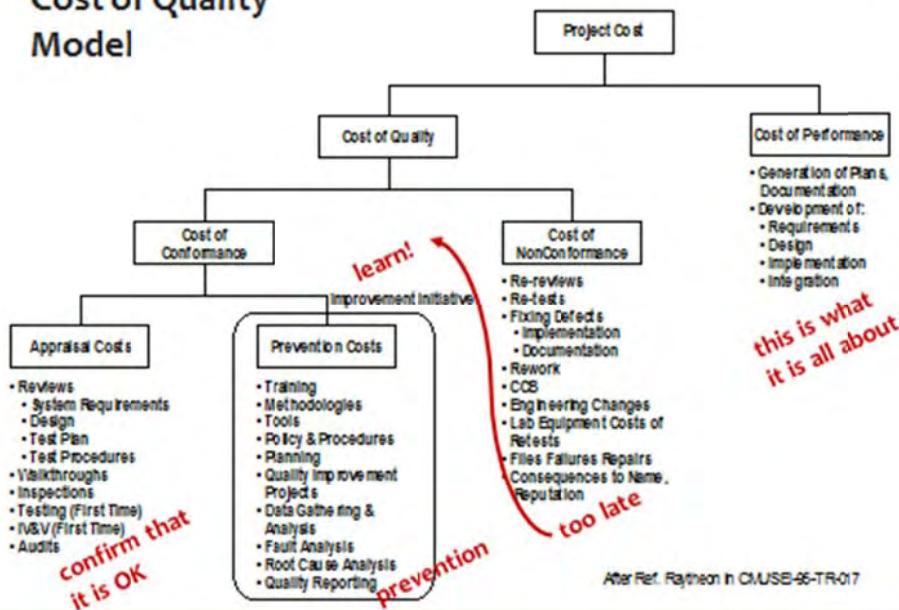 Cost of Quality
Model
Project Cost
Cost of Quality
Cost of Performance
• Generation of Plans,
Documentation
• Development of:
• Requirements
• Design
• Implementation
• Integration
this is what
it is all about
Cost of
Conformance
Cost of
NonConformance
learn!
Improvement Initiative
• Re-reviews
• Re-tests
• Fixing Defects
• Implementation
• Documentation
• Rework
• CCB
• Engineering Changes
• Lab Equipment Costs of
Retests
• Files Failures Repairs
• Consequences to Name,
Reputation
too late
Appraisal Costs
• Reviews
• System Requirements
• Design
• Test Plan
• Test Procedures
• Walkthroughs
• Inspections
• Testing (First Time)
• IV&V (First Time)
• Audits
confirm that
it is OK
Prevention Costs
• Training
• Methodologies
• Tools
• Policy & Procedures
• Planning
• Quality Improvement
Projects
• Data Gathering &
Analysis
• Fault Analysis
• Root Cause Analysis
• Quality Reporting
prevention
After Ref. Raytheon in CMUSEI-95-TR-017